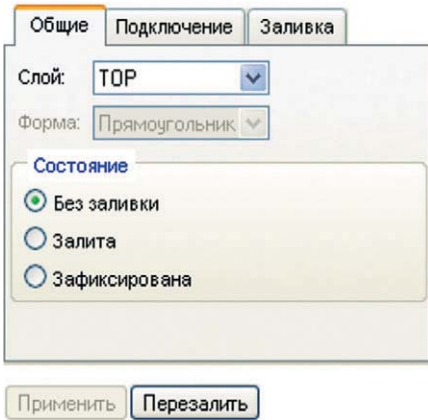 Общие Подключение Заливка
Слой: TOP
Форма: Прямоугольник
Состояние
Без заливки
Залита
Зафиксирована
Применить Перезалить